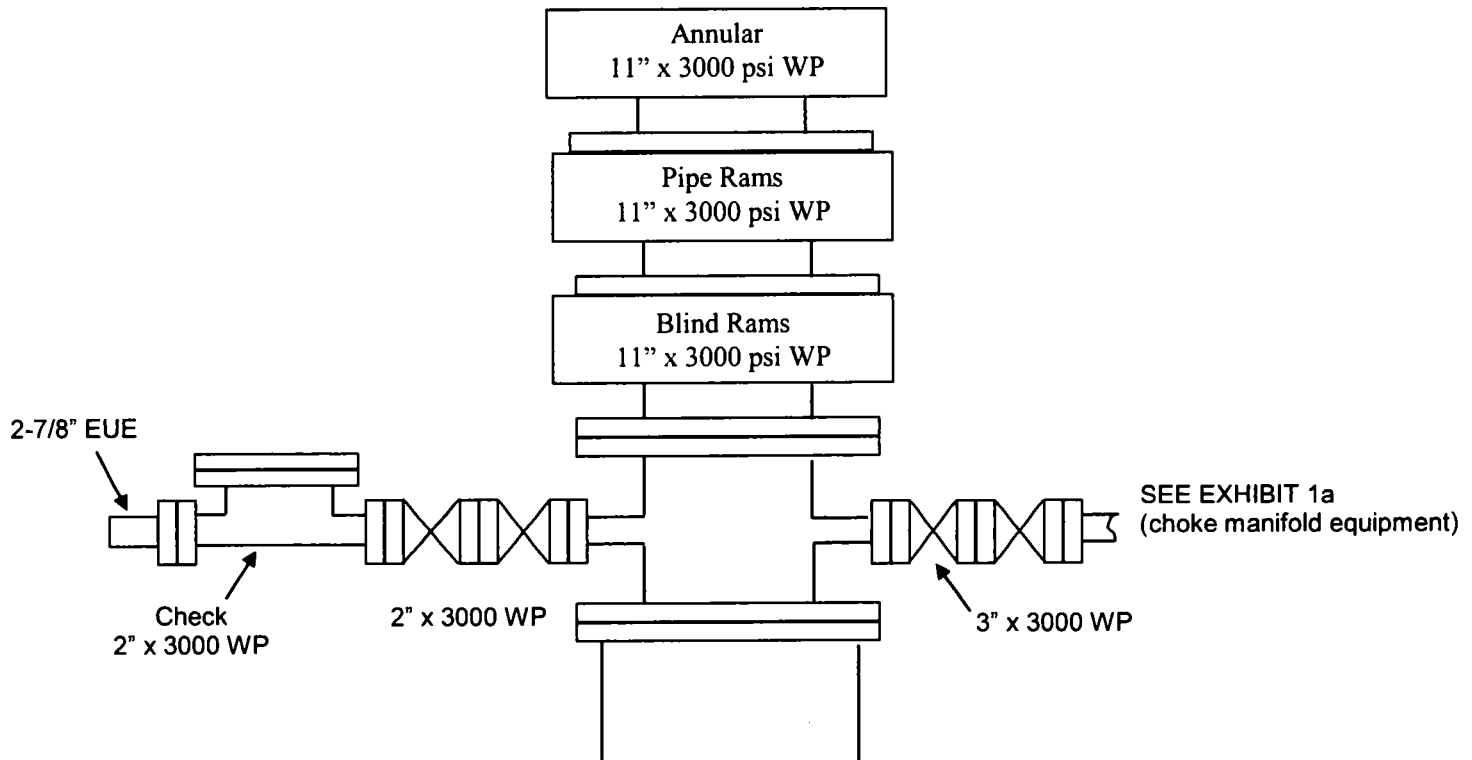 Annular
11” x 3000 psi WP
Pipe Rams
11” x 3000 psi WP
Blind Rams
11” x 3000 psi WP
2-7/8” EUE
SEE EXHIBIT 1a
(choke manifold equipment)
Check
2” x 3000 WP
2” x 3000 WP
3” x 3000 WP